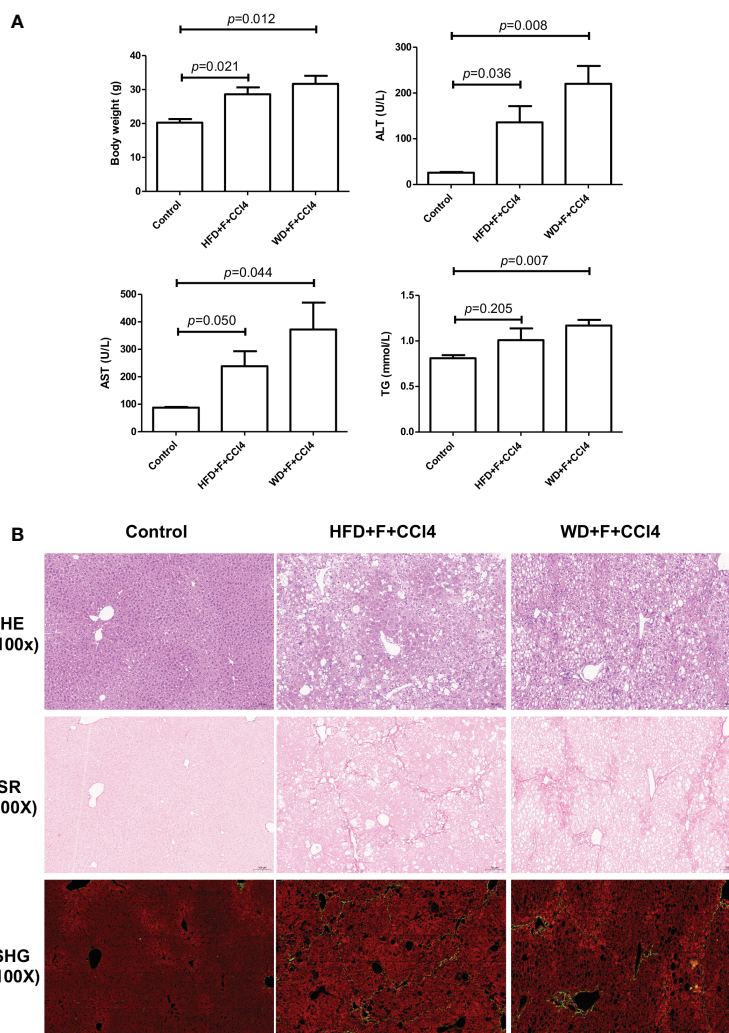 A
p=0.012
p=0.021
40
30
20
10
0
Body weight (g)
Control
HFD+F+CCl4
WD+F+CCl4
p=0.008
p=0.036
300
200
100
0
ALT (U/L)
Control
HFD+F+CCl4
WD+F+CCl4
p=0.044
p=0.050
500
400
300
200
100
0
AST (U/L)
Control
HFD+F+CCl4
WD+F+CCl4
p=0.007
p=0.205
1.5
1.0
0.5
0.0
TG (mmol/L)
Control
HFD+F+CCl4
WD+F+CCl4
B
Control HFD+F+CCl4 WD+F+CCl4
HE
100x)
SR
00X)
SHG
100X)